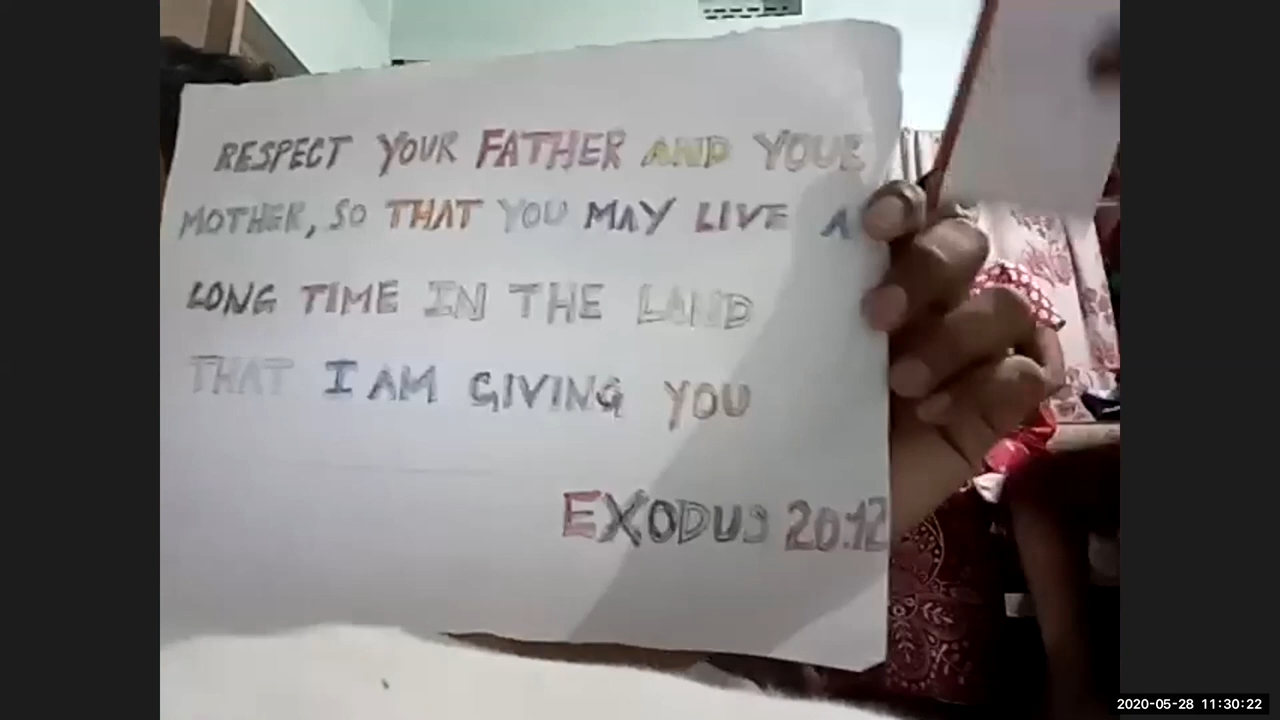 RESPECT YOUR FATHER AND YOUR
MOTHER, SO THAT YOU MAY LIVE A
LONG TIME IN THE LAND
THAT I AM GIVING YOU
EXODUS 20:12
2020-05-28 11:30:22